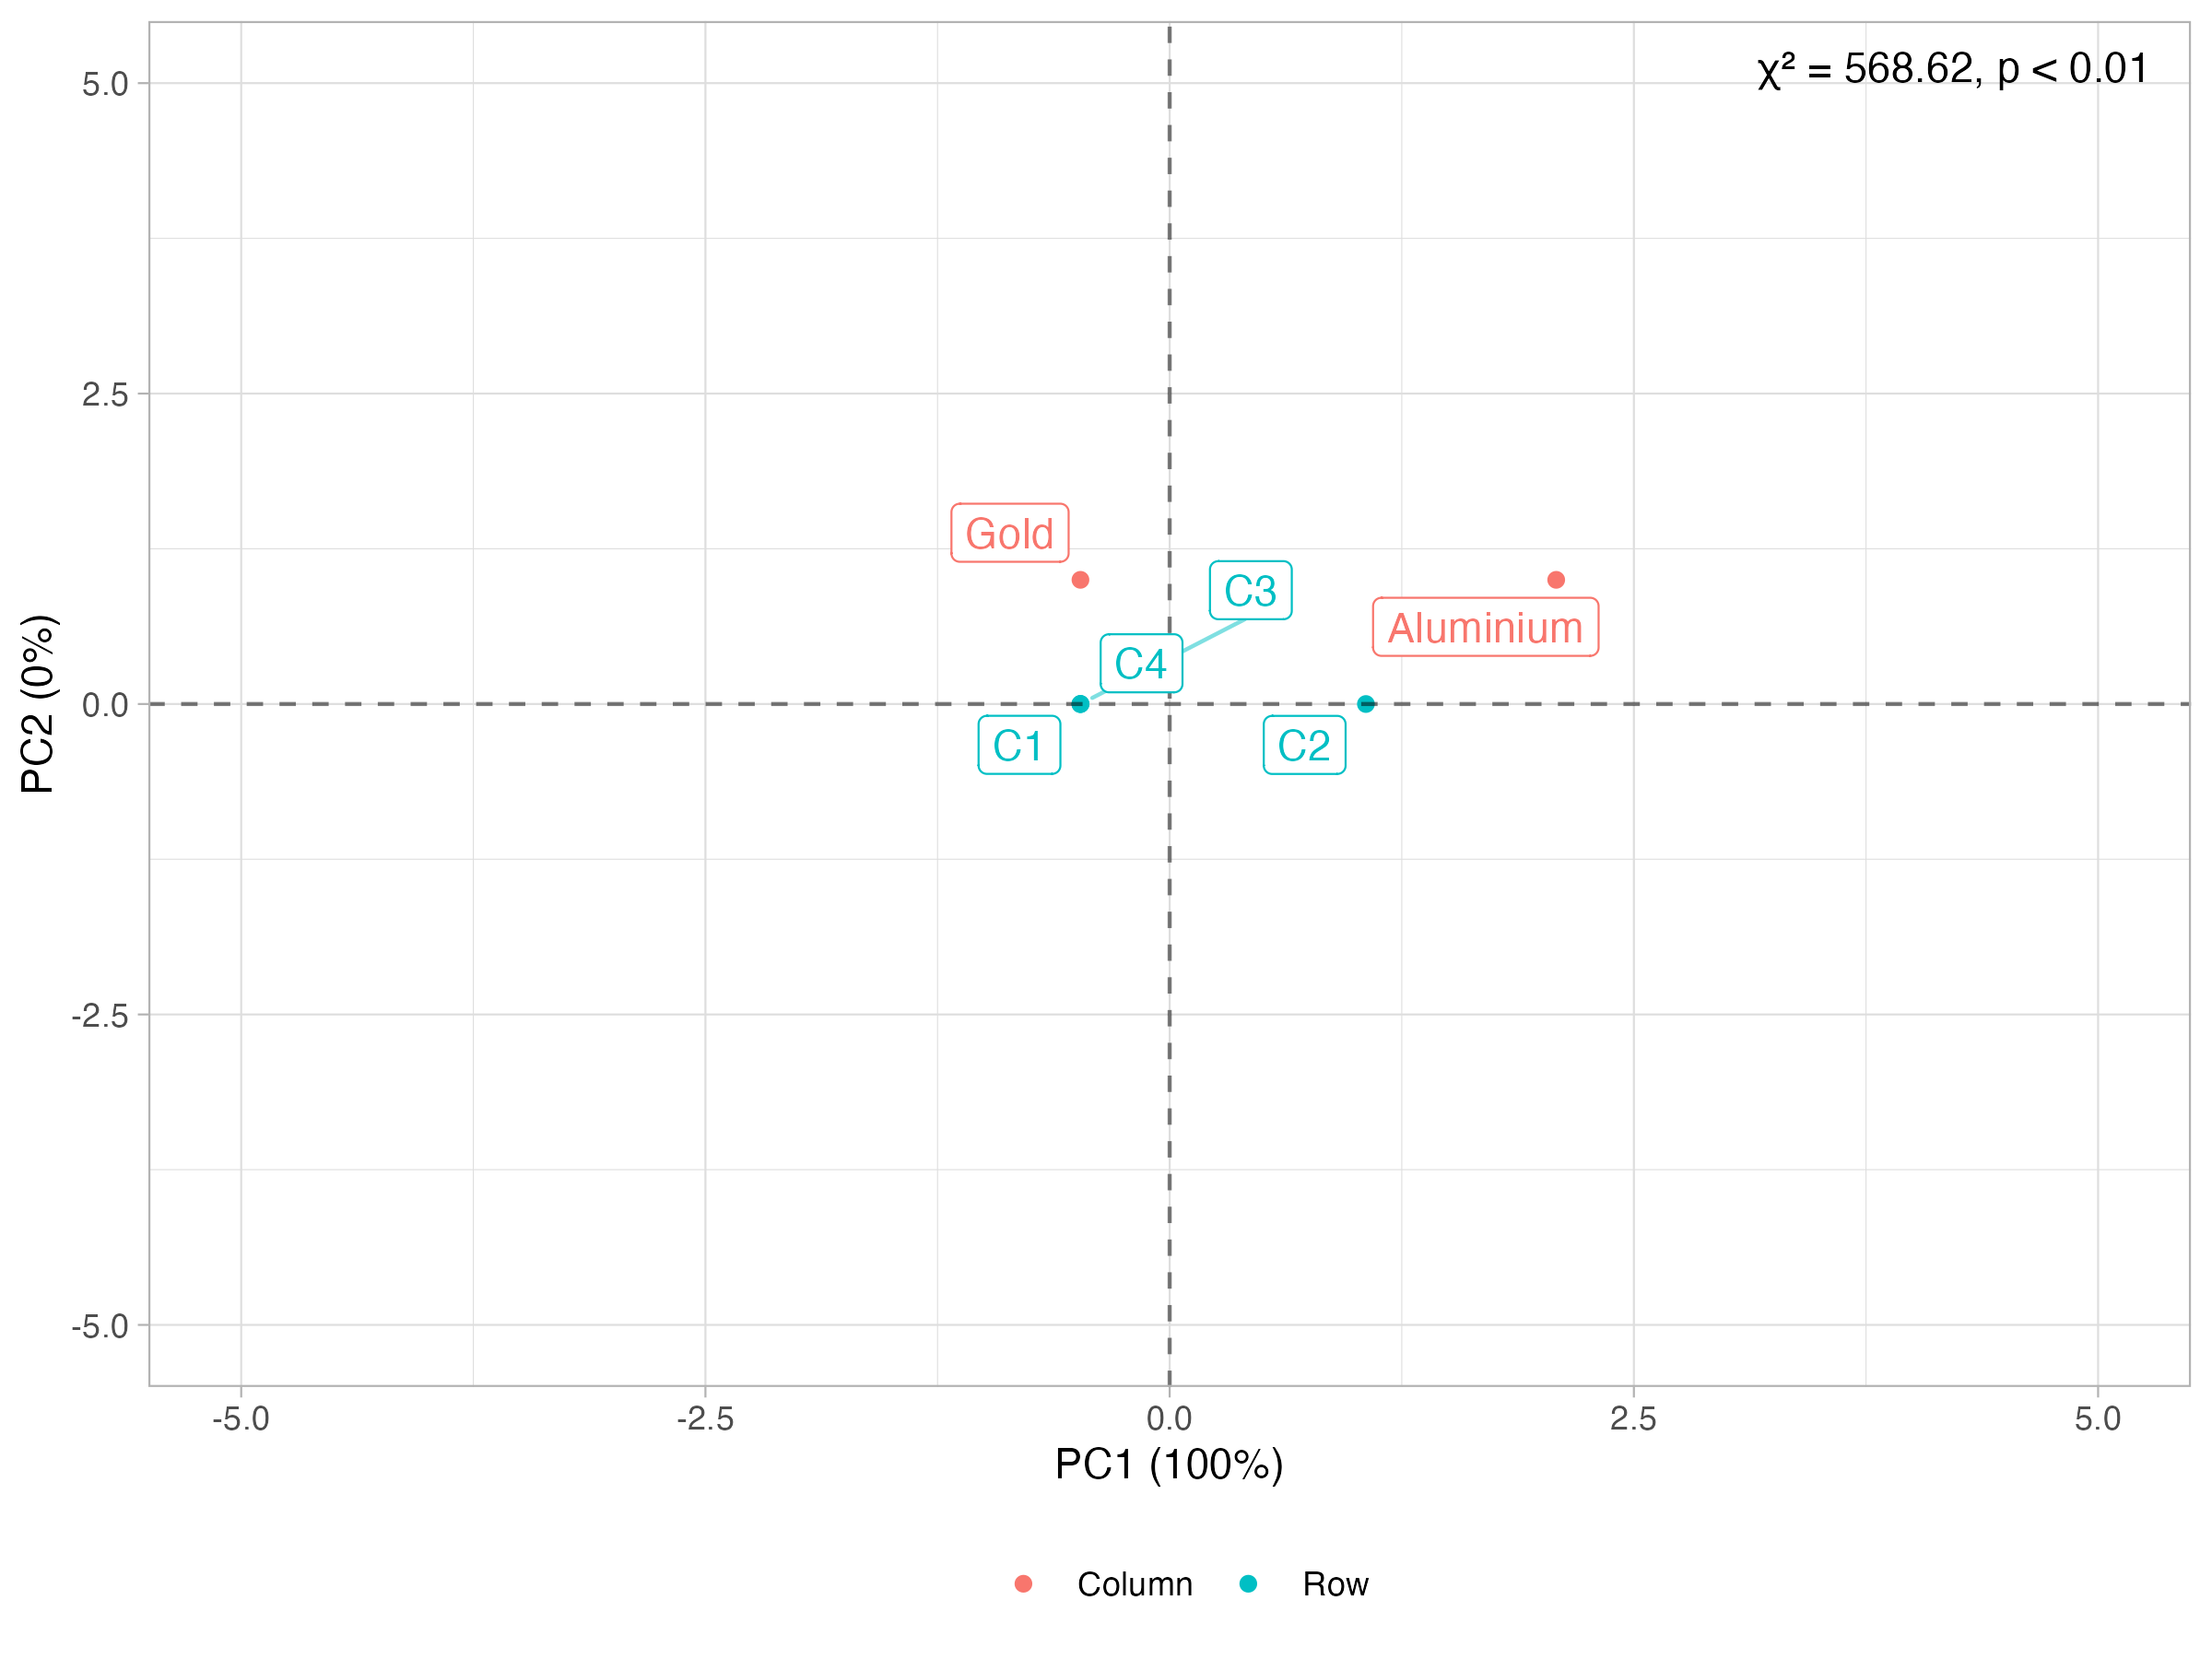 χ² = 568.62, p < 0.01
5.0
2.5
0.0
-2.5
-5.0
PC2 (0%)
Gold
C3
Aluminium
C4
C1
C2
-5.0
-2.5
0.0
2.5
5.0
PC1 (100%)
Column
Row